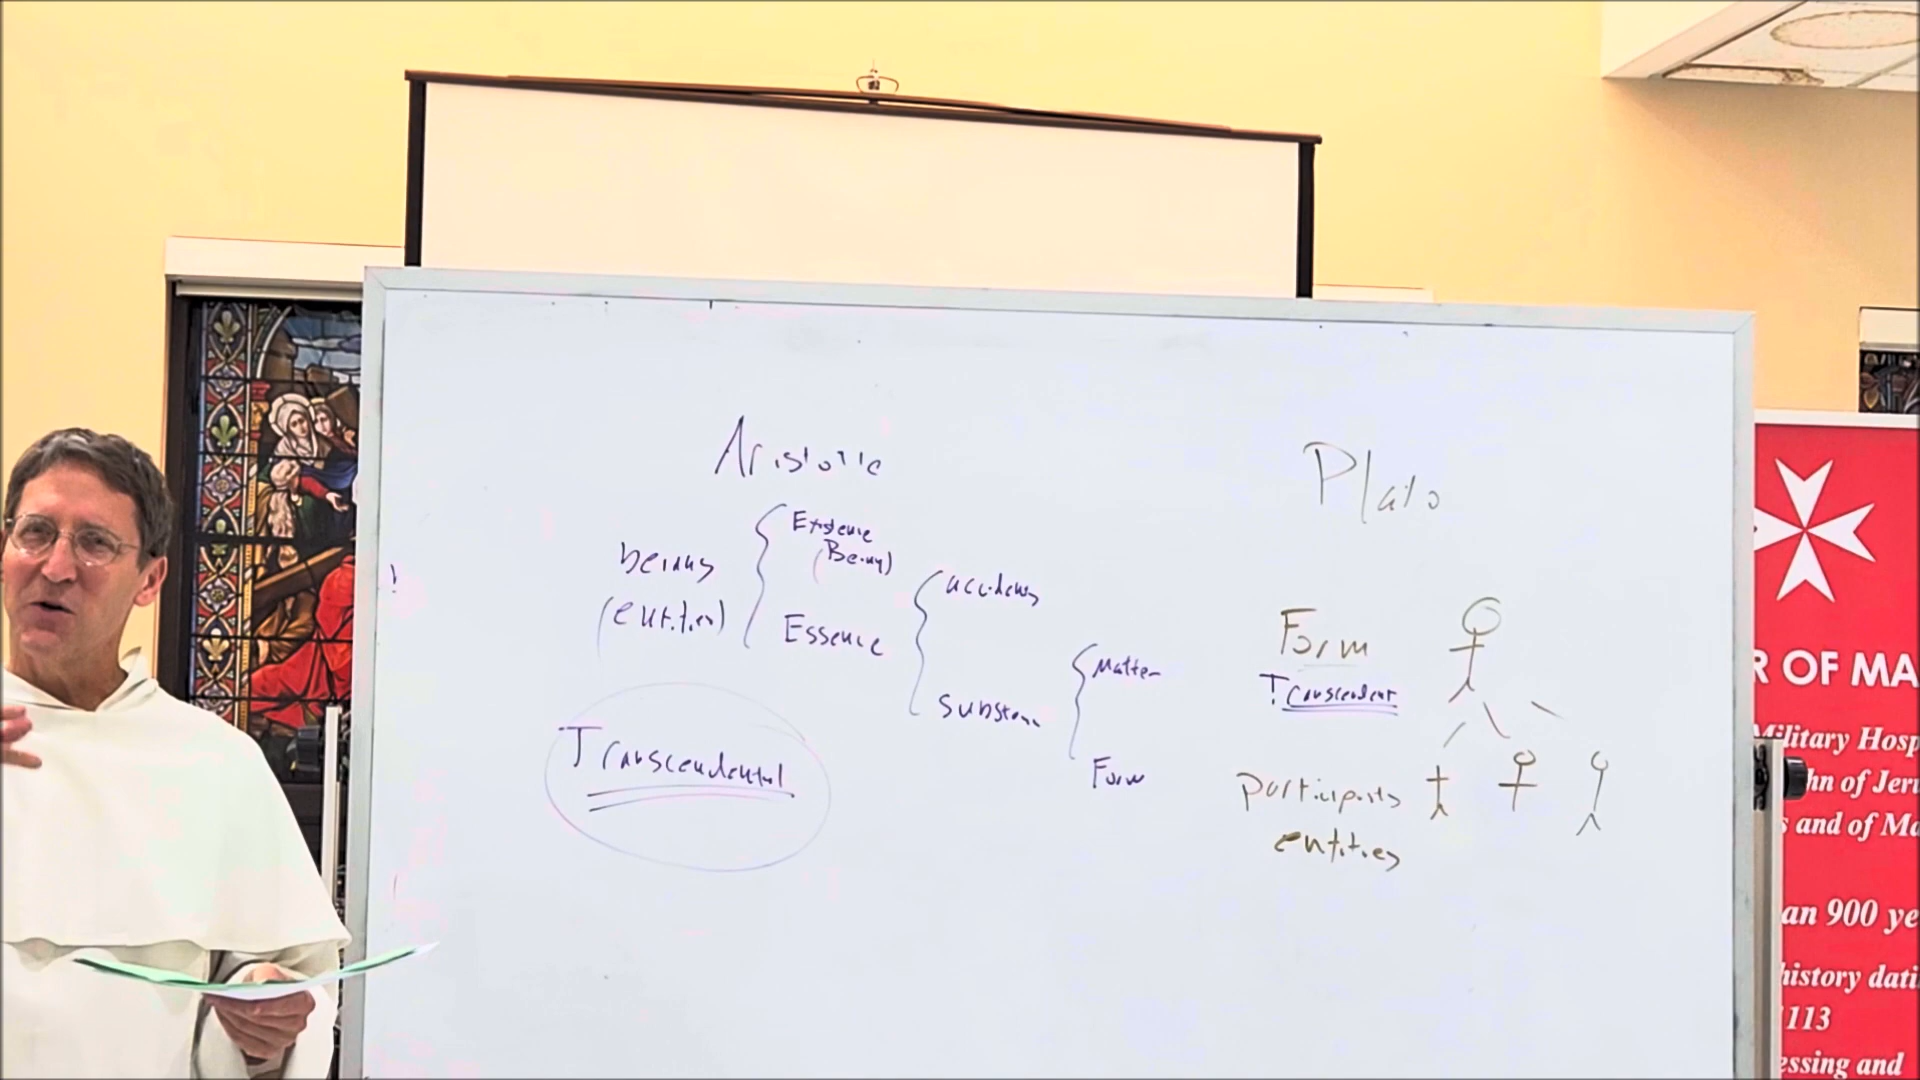 Aristotle
beings
(entities)
Existence
(Being)
Essence
accidents
Substance
Matter
Form
Transcendental
Plato
Form
Transcendent
participants
entities
R OF MA
Military Hosp
hn of Jeru
s and of Ma
an 900 ye
history dati
1113
essing and